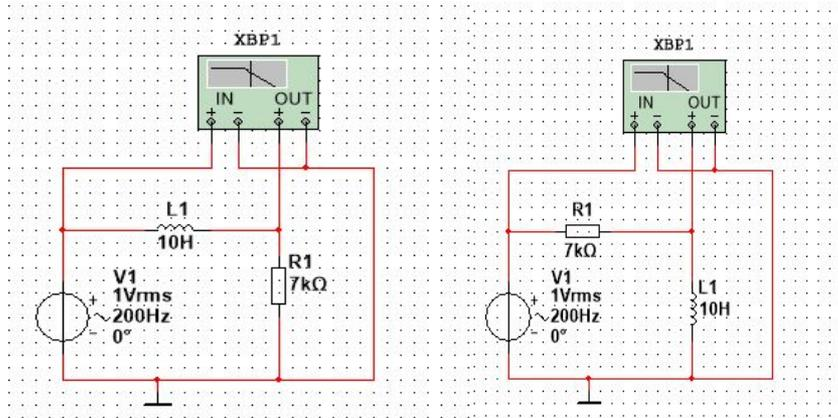 XBP1
IN OUT
+ − + −
L1
10H
R1
7kΩ
V1
1Vrms
200Hz
0°
+
−
XBP1
IN OUT
+ − + −
R1
7kΩ
L1
10H
V1
1Vrms
200Hz
0°
+
−